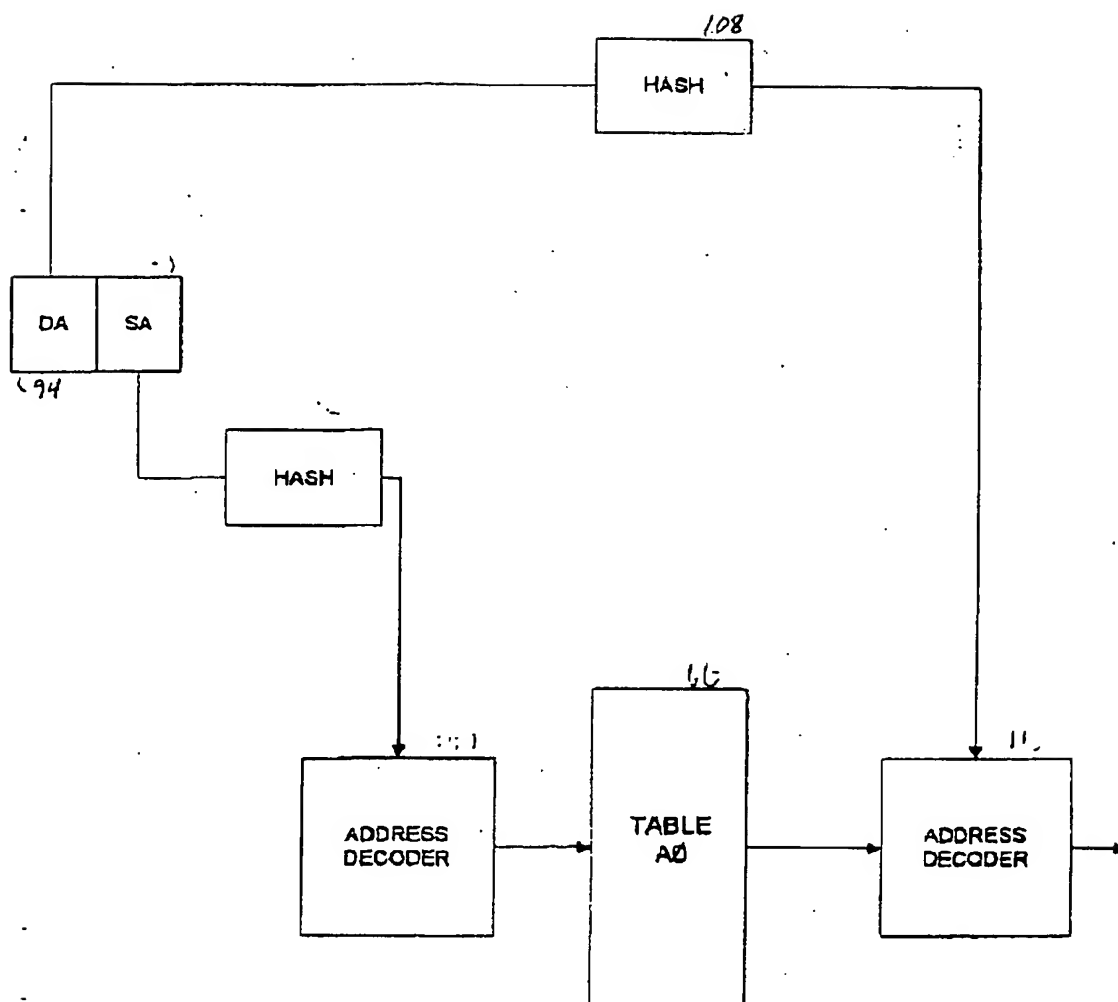 108
HASH
DA
SA
94
HASH
ADDRESS
DECODER
TABLE
AØ
ADDRESS
DECODER